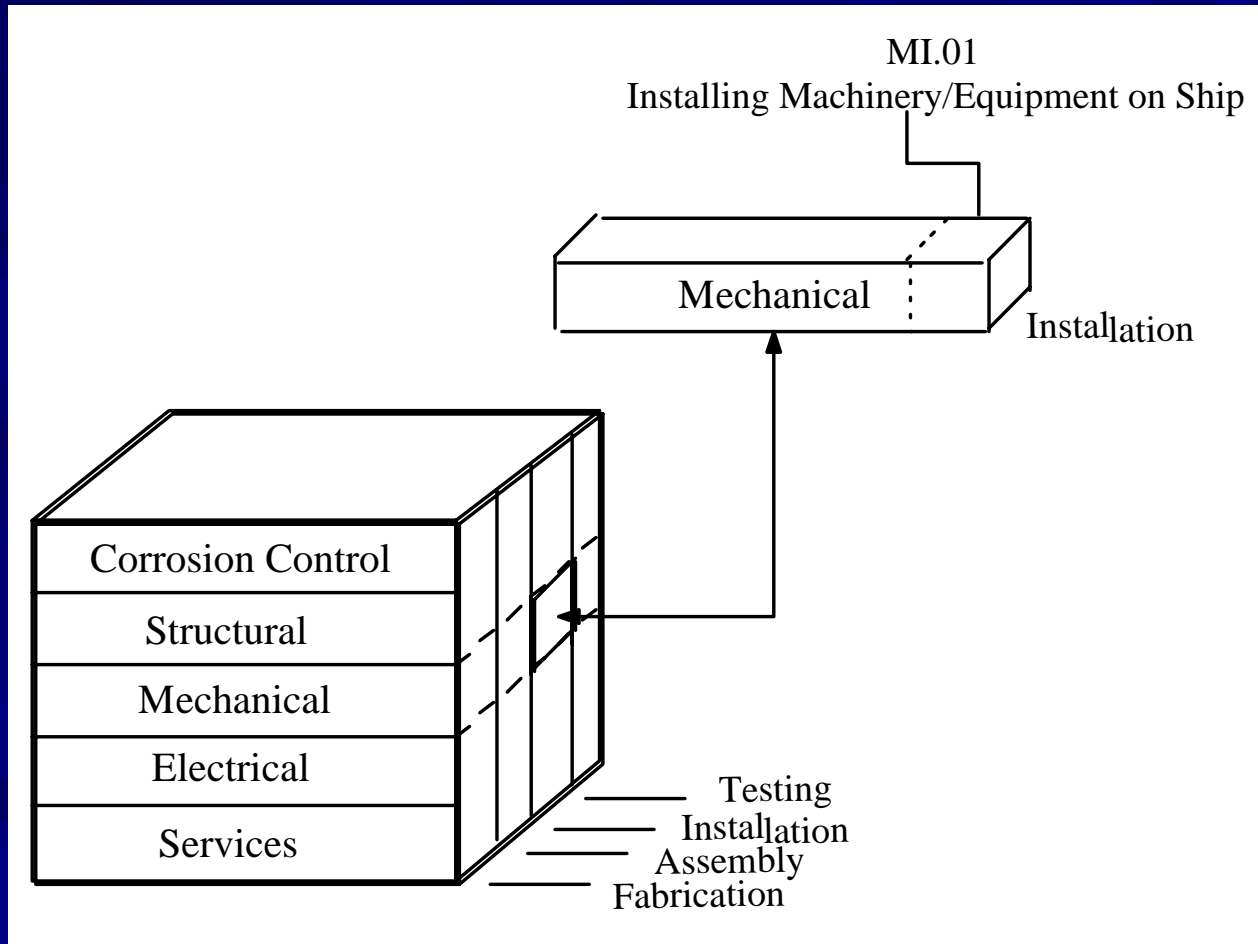 MI.01
Installing Machinery/Equipment on Ship
Mechanical
Installation
Corrosion Control
Structural
Mechanical
Electrical
Services
Testing
Installation
Assembly
Fabrication